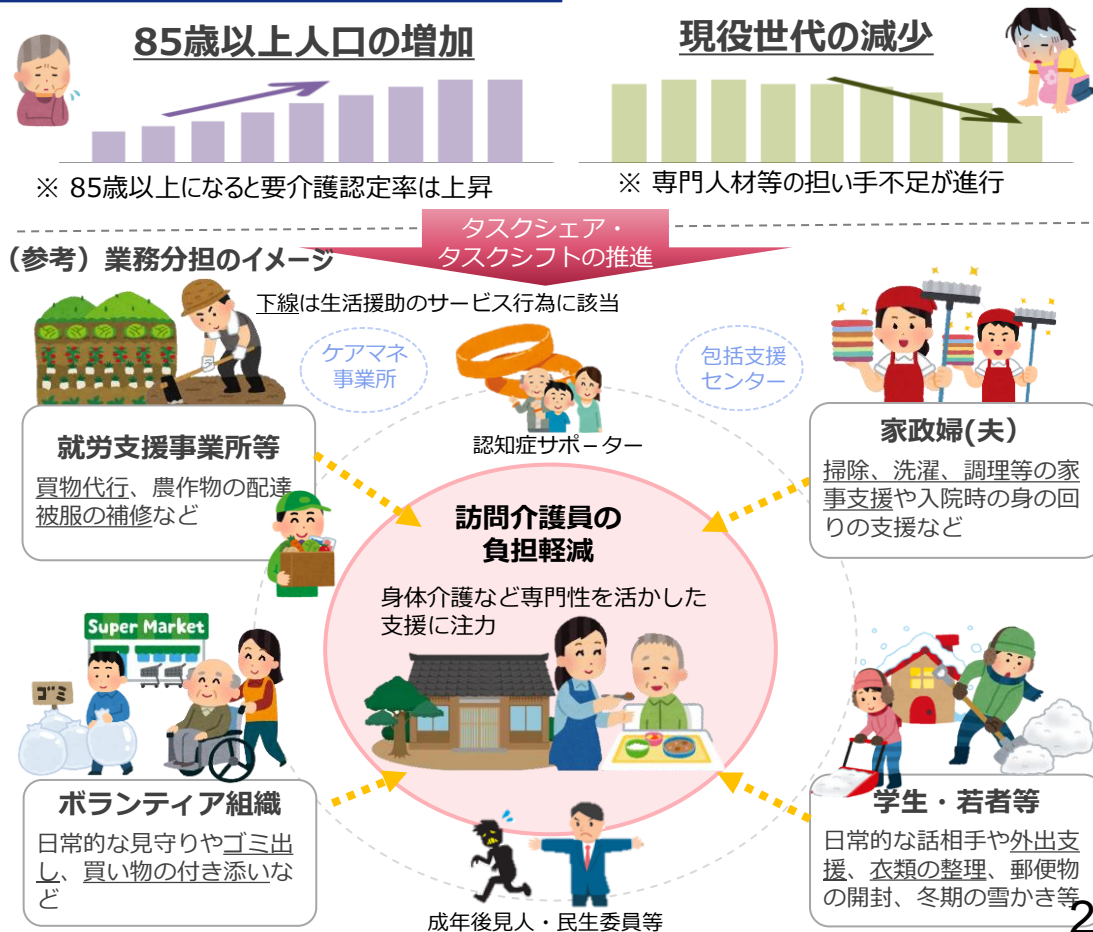 85歳以上人口の増加
現役世代の減少
※ 85歳以上になると要介護認定率は上昇
※ 専門人材等の担い手不足が進行
タスクシェア・
タスクシフトの推進
（参考）業務分担のイメージ
下線は生活援助のサービス行為に該当
ケアマネ
事業所
包括支援
センター
認知症サポーター
就労支援事業所等
買物代行、農作物の配達
被服の補修など
家政婦(夫）
掃除、洗濯、調理等の家
事支援や入院時の身の回
りの支援など
訪問介護員の
負担軽減
身体介護など専門性を活かした
支援に注力
Super Market
ゴミ
ボランティア組織
日常的な見守りやゴミ出
し、買い物の付き添いな
ど
学生・若者等
日常的な話相手や外出支
援、衣類の整理、郵便物
の開封、冬期の雪かき等
成年後見人・民生委員等
2